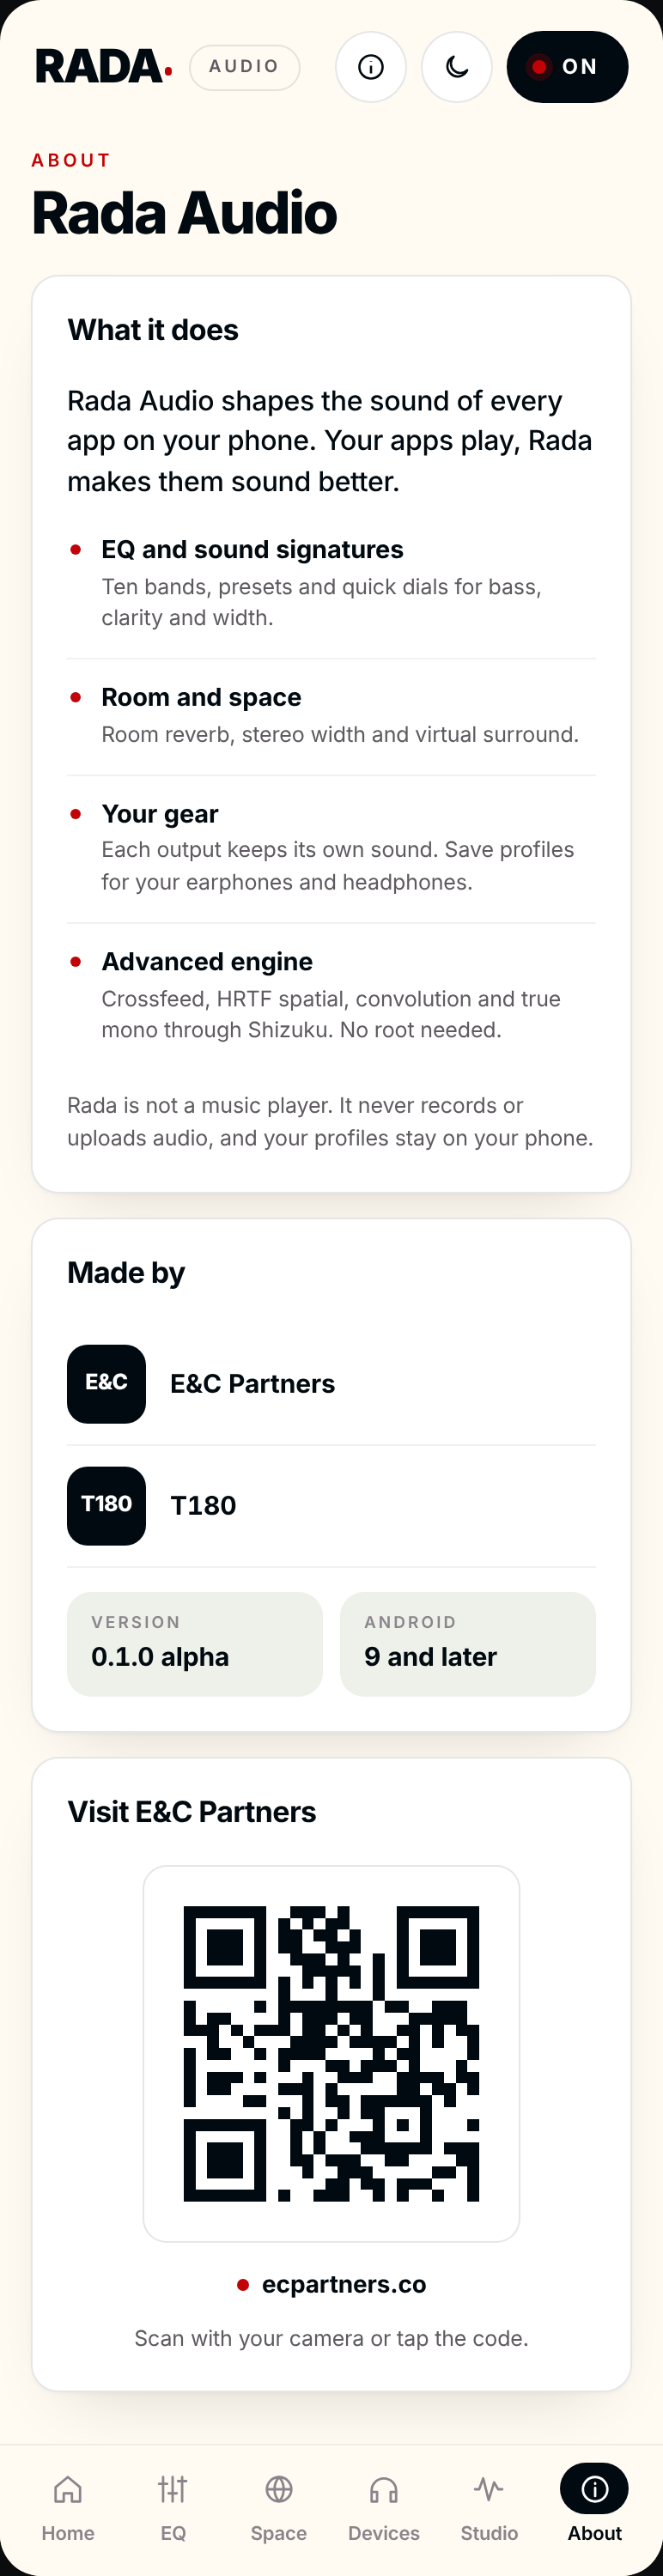 RADA.
AUDIO
ON
ABOUT
Rada Audio
What it does
Rada Audio shapes the sound of every
app on your phone. Your apps play, Rada
makes them sound better.
EQ and sound signatures
Ten bands, presets and quick dials for bass,
clarity and width.
Room and space
Room reverb, stereo width and virtual surround.
Your gear
Each output keeps its own sound. Save profiles
for your earphones and headphones.
Advanced engine
Crossfeed, HRTF spatial, convolution and true
mono through Shizuku. No root needed.
Rada is not a music player. It never records or
uploads audio, and your profiles stay on your phone.
Made by
E&C
E&C Partners
T180
T180
VERSION
0.1.0 alpha
ANDROID
9 and later
Visit E&C Partners
ecpartners.co
Scan with your camera or tap the code.
Home
EQ
Space
Devices
Studio
About